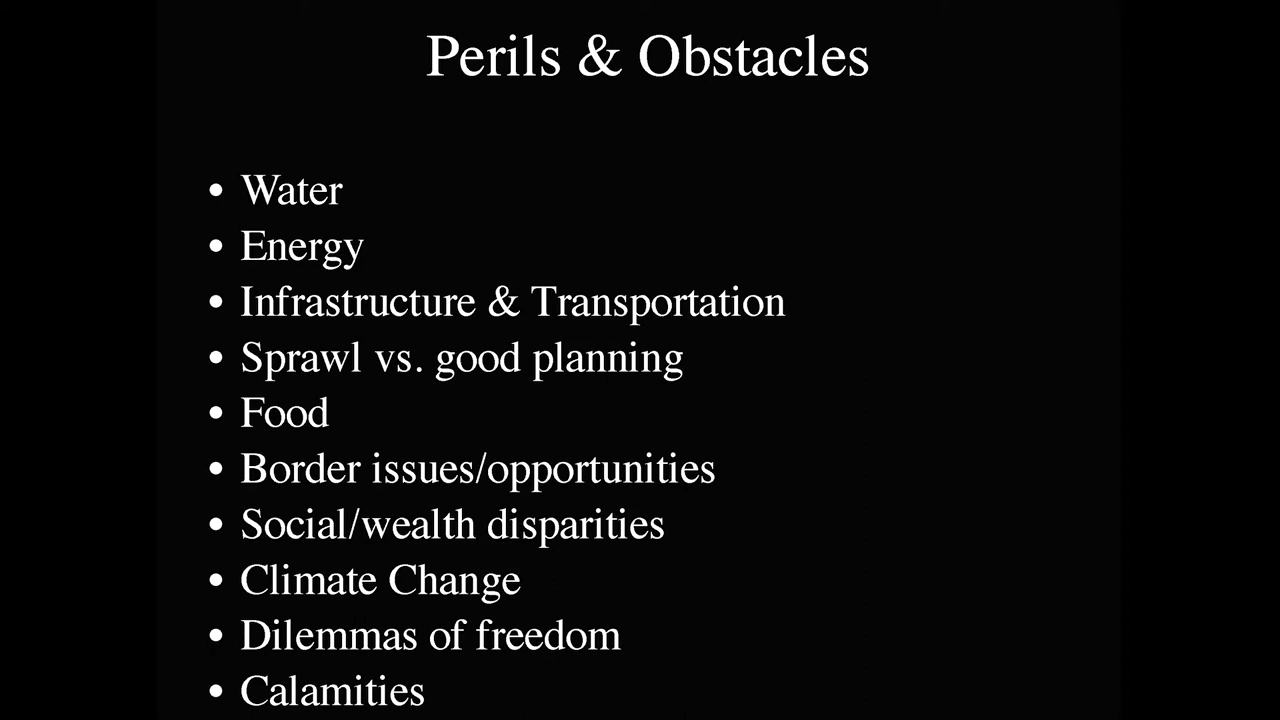 Perils & Obstacles
• Water
• Energy
• Infrastructure & Transportation
• Sprawl vs. good planning
• Food
• Border issues/opportunities
• Social/wealth disparities
• Climate Change
• Dilemmas of freedom
• Calamities